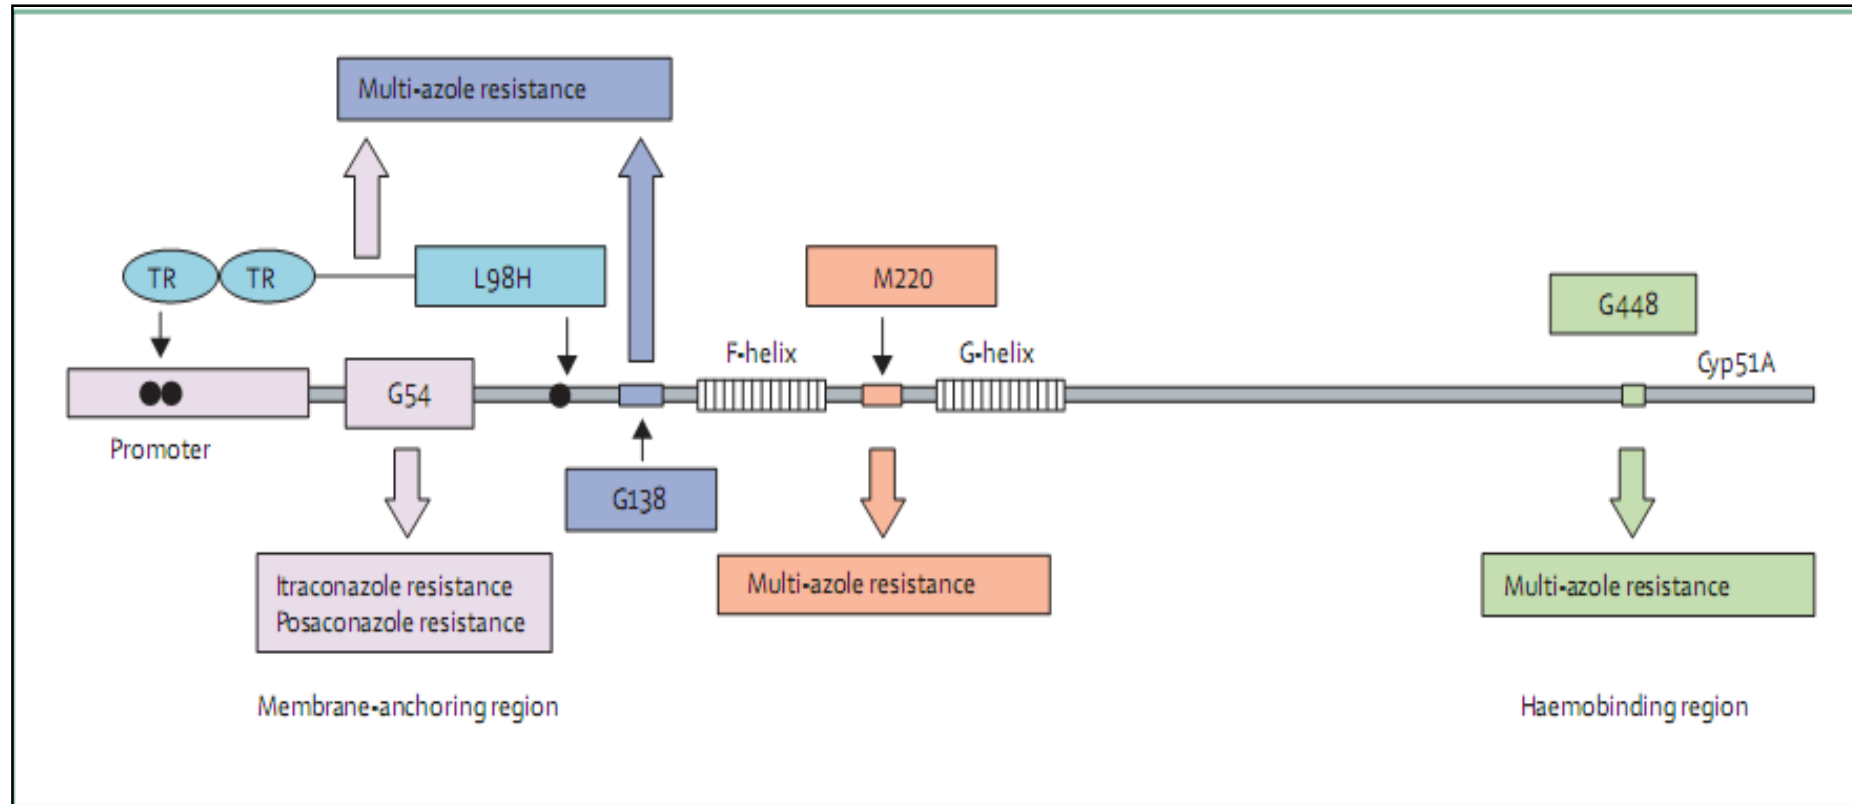 Multi-azole resistance
TR
TR
L98H
M220
G448
F-helix
G-helix
Cyp51A
G54
Promoter
G138
Itraconazole resistance
Posaconazole resistance
Multi-azole resistance
Multi-azole resistance
Membrane-anchoring region
Haemobinding region